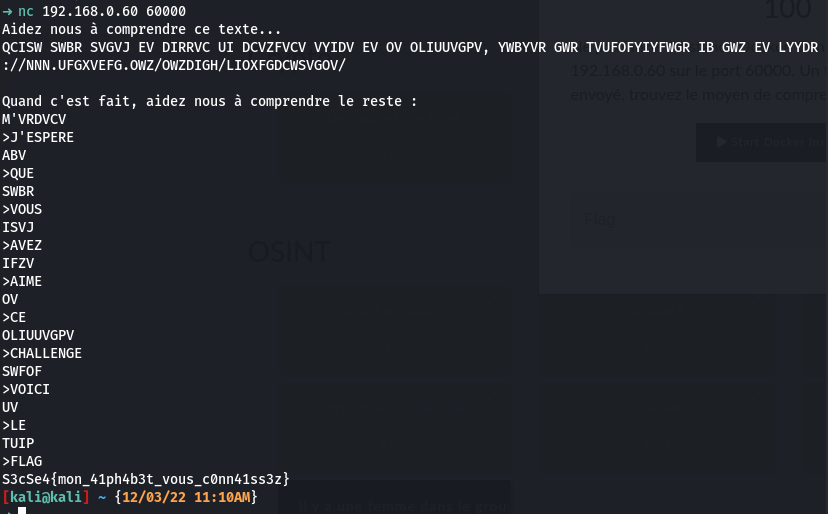 → nc 192.168.0.60 60000
Aidez nous à comprendre ce texte...
QCISW SWBR SVGVJ EV DIRRVC UI DCVZFVCV VYIDV EV OV OLIUUVGPV, YWBYVR GWR TVUFOFYIYFWGR IB GWZ EV LYYDR
://NNN.UFGXVEFG.OWZ/OWZDIGH/LIOXFGDCWSVGOV/
Quand c'est fait, aidez nous à comprendre le reste :
M'VRDVCV
>J'ESPERE
ABV
>QUE
SWBR
>VOUS
ISVJ
>AVEZ
IFZV
>AIME
OV
>CE
OLIUUVGPV
>CHALLENGE
SWFOF
>VOICI
UV
>LE
TUIP
>FLAG
S3cSe4{mon_41ph4b3t_vous_c0nn41ss3z}
[kali@kali] ~ {12/03/22 11:10AM}
100
192.168.0.60 sur le port 60000. Un
envoyé, trouvez le moyen de compre
Start Docker Ins
Flag
OSINT